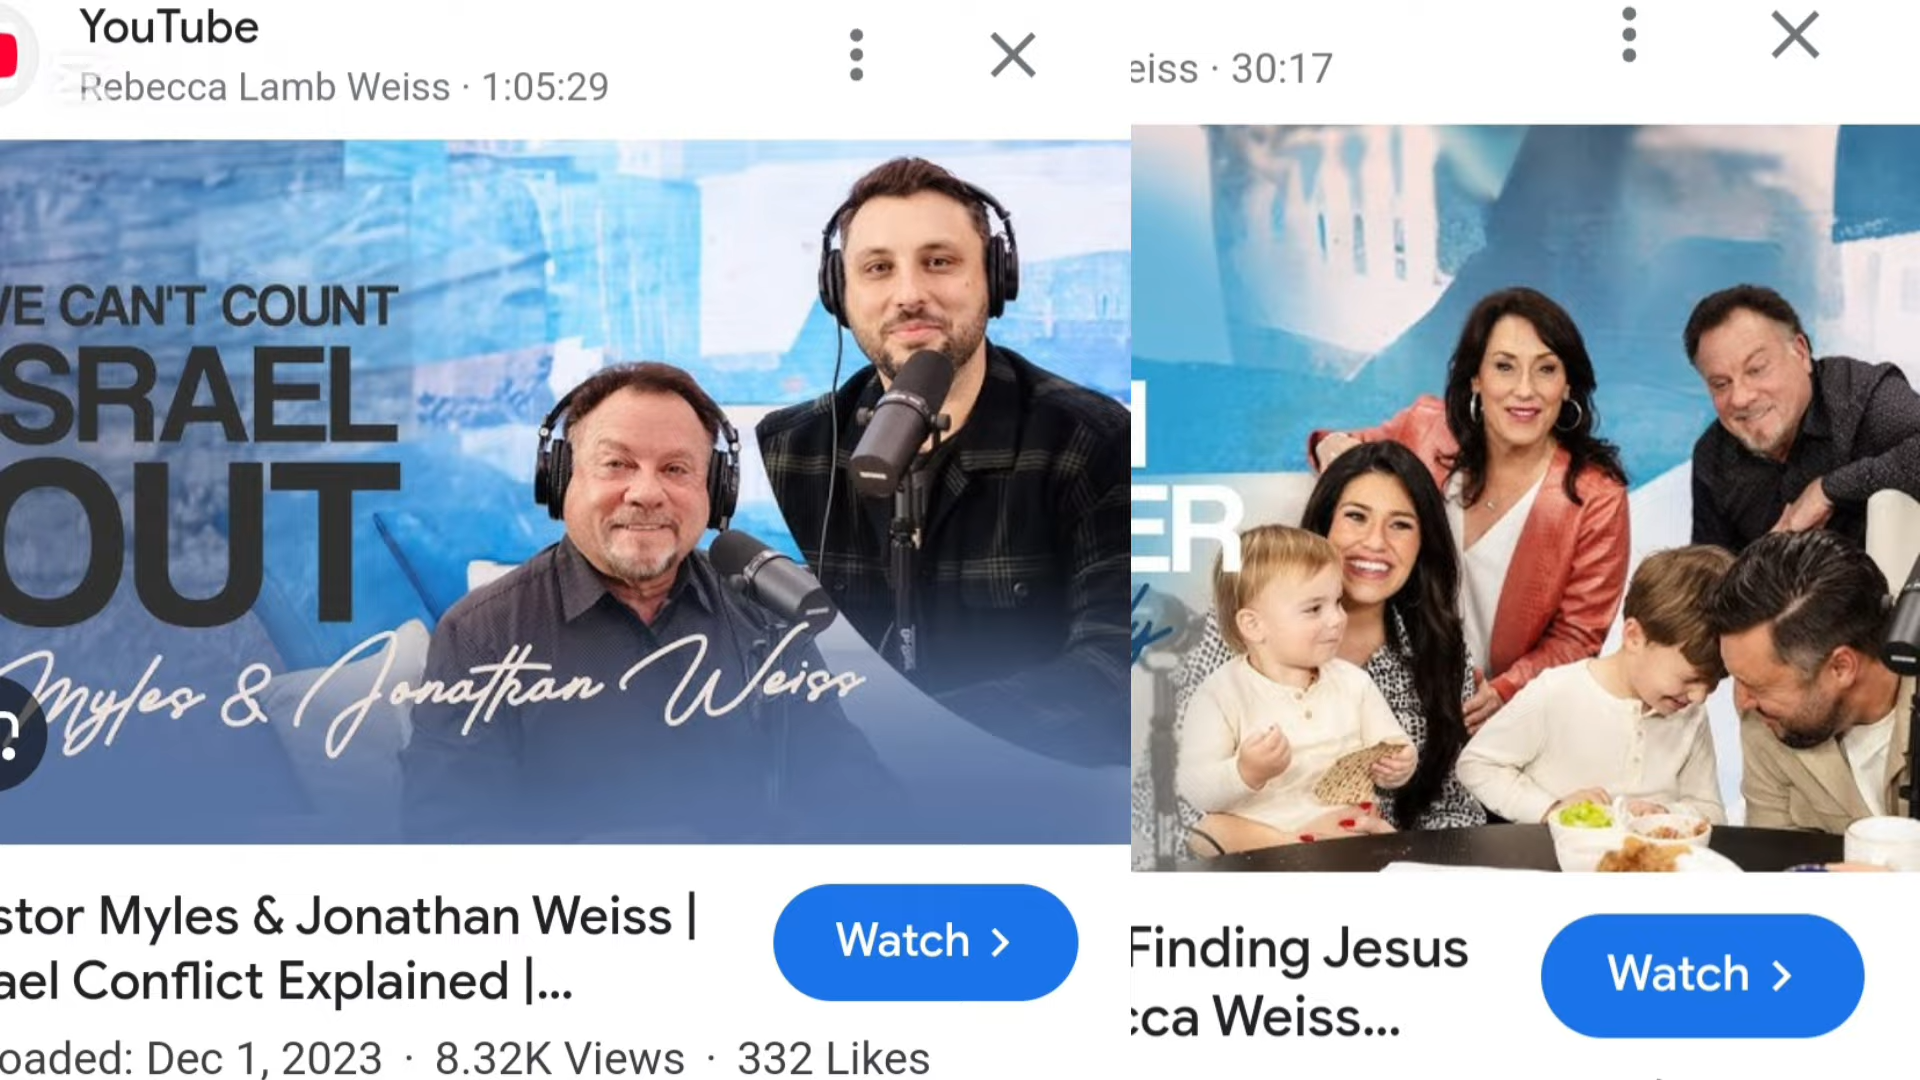 YouTube
Rebecca Lamb Weiss · 1:05:29
VE CAN'T COUNT
SRAEL
OUT
Myles & Jonathan Weiss
stor Myles & Jonathan Weiss |
ael Conflict Explained |...
Watch >
oaded: Dec 1, 2023 · 8.32K Views · 332 Likes
eiss · 30:17
ER
Finding Jesus
cca Weiss...
Watch >